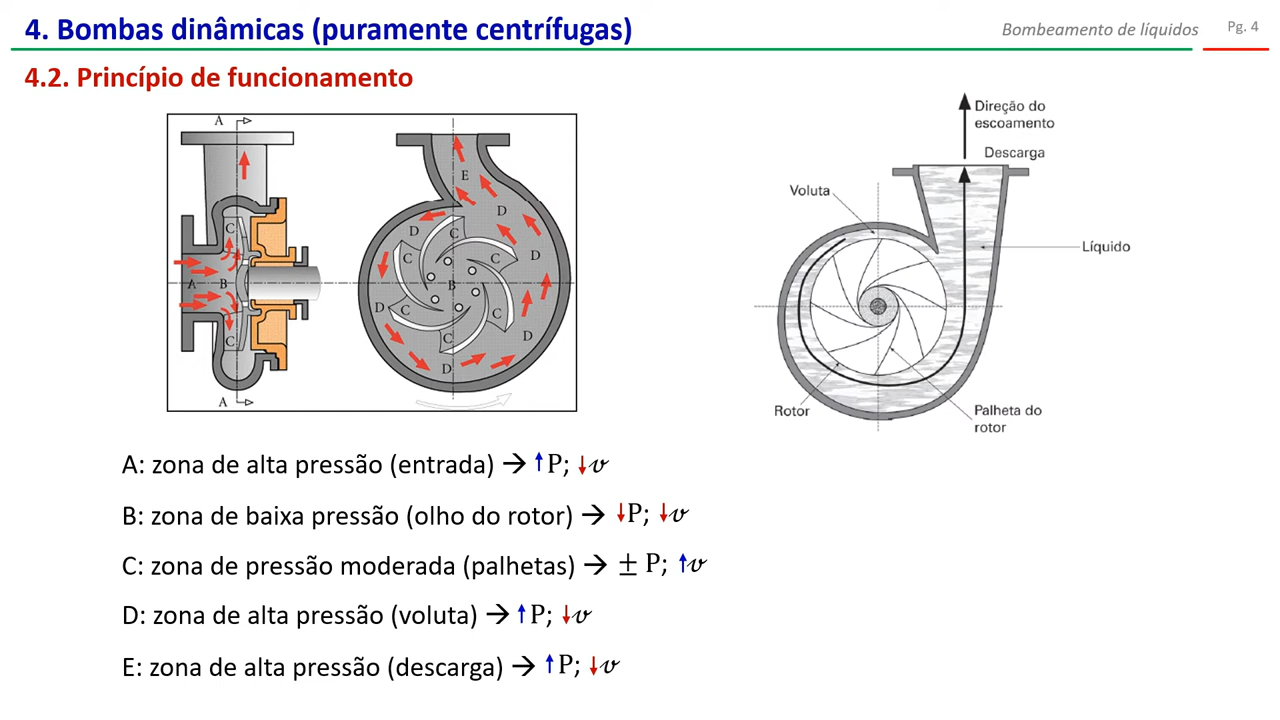 4. Bombas dinâmicas (puramente centrífugas)
Bombeamento de líquidos
Pg. 4
4.2. Princípio de funcionamento
A
C
A
B
C
A
E
D
D
C
C
C
D
B
D
C
C
D
C
D
Direção do
escoamento
Descarga
Voluta
Líquido
Rotor
Palheta do
rotor
A: zona de alta pressão (entrada) → ↑P; ↓v
B: zona de baixa pressão (olho do rotor) → ↓P; ↓v
C: zona de pressão moderada (palhetas) → ± P; ↑v
D: zona de alta pressão (voluta) → ↑P; ↓v
E: zona de alta pressão (descarga) → ↑P; ↓v